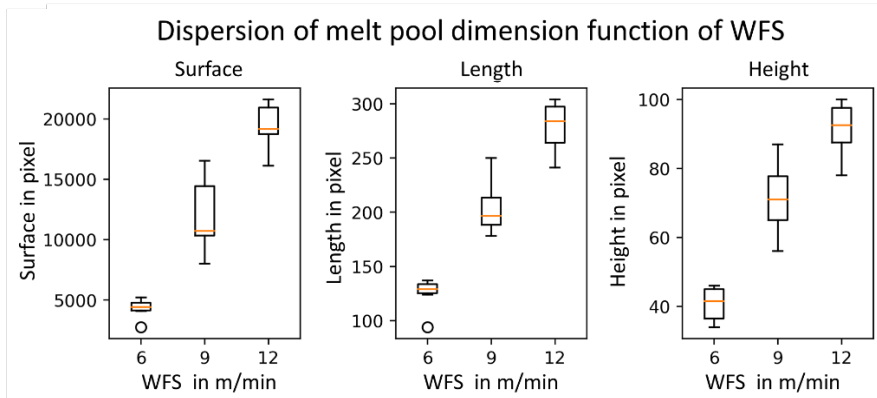 Dispersion of melt pool dimension function of WFS
Surface
Length
Height
Surface in pixel
20000
15000
10000
5000
6 9 12
WFS in m/min
Length in pixel
300
250
200
150
100
6 9 12
WFS in m/min
Height in pixel
100
80
60
40
6 9 12
WFS in m/min